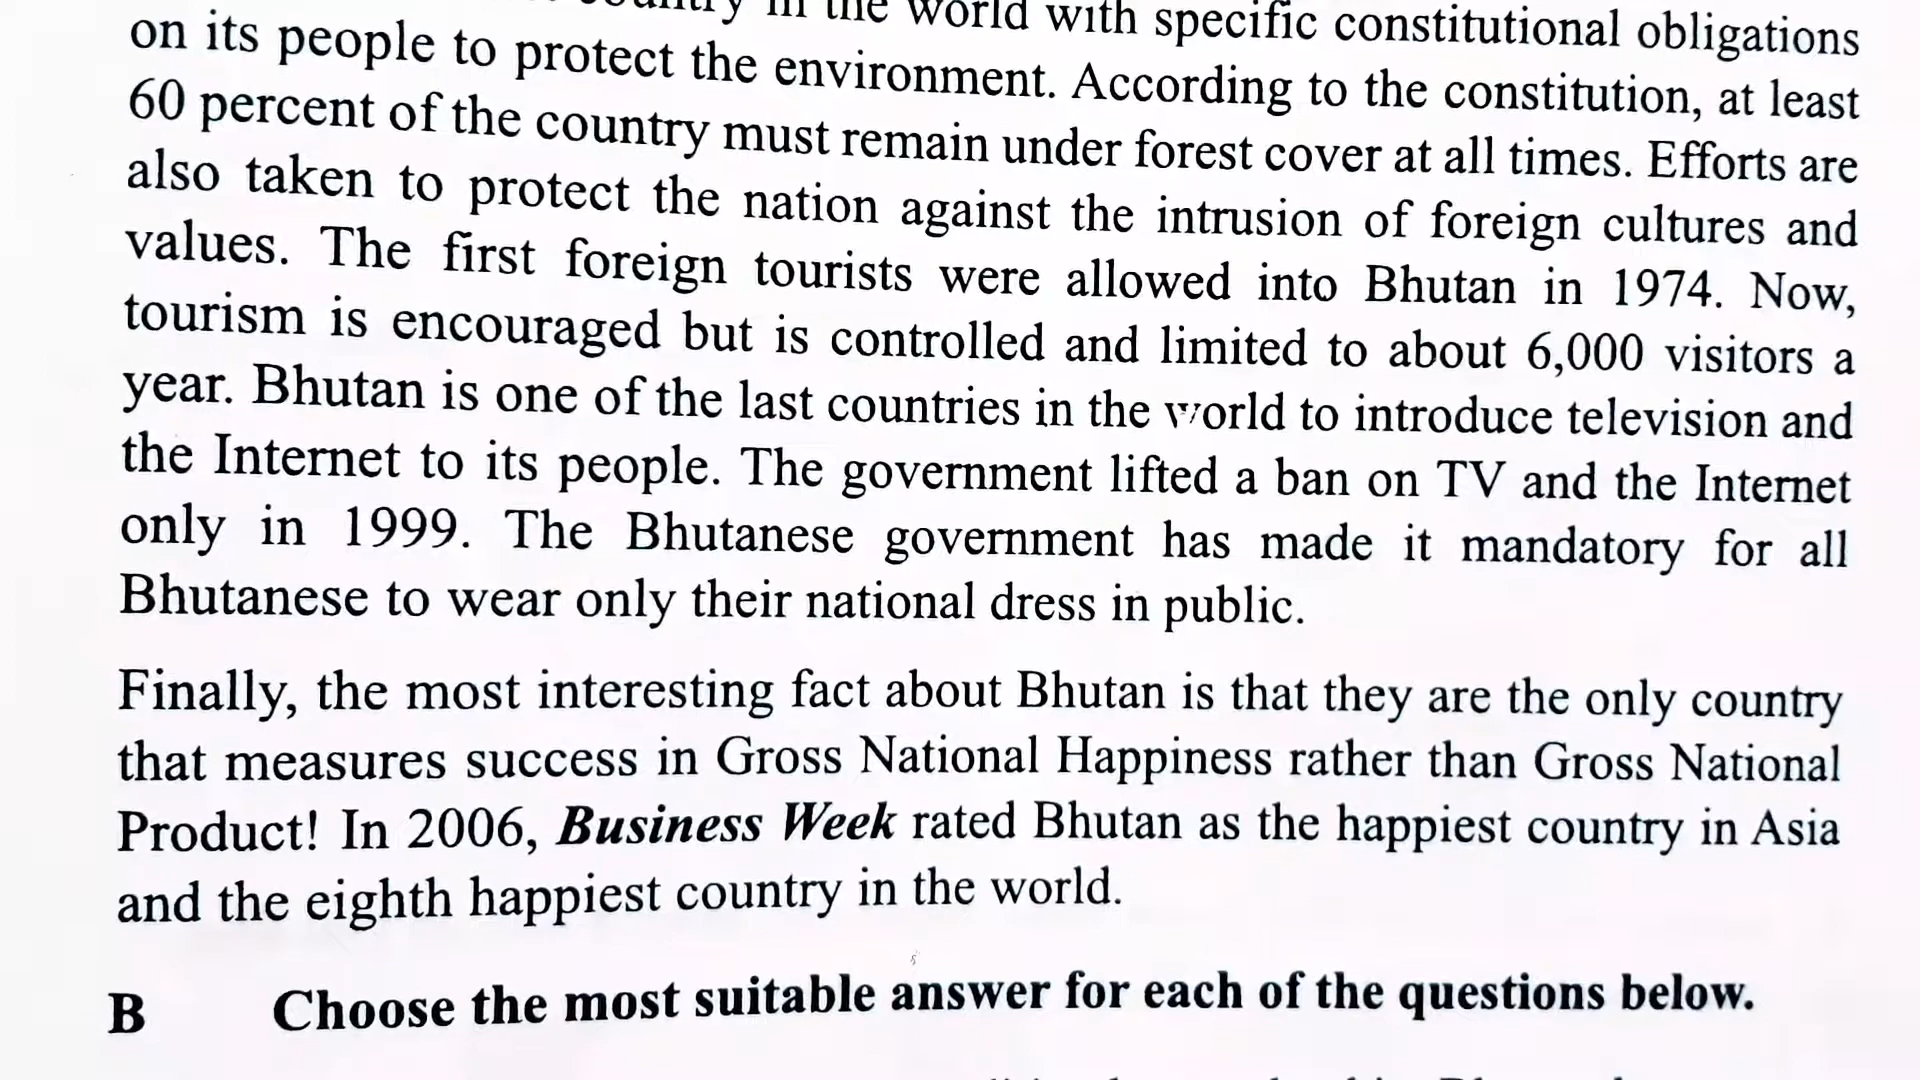 country in the world with specific constitutional obligations
on its people to protect the environment. According to the constitution, at least
60 percent of the country must remain under forest cover at all times. Efforts are
also taken to protect the nation against the intrusion of foreign cultures and
values. The first foreign tourists were allowed into Bhutan in 1974. Now,
tourism is encouraged but is controlled and limited to about 6,000 visitors a
year. Bhutan is one of the last countries in the world to introduce television and
the Internet to its people. The government lifted a ban on TV and the Internet
only in 1999. The Bhutanese government has made it mandatory for all
Bhutanese to wear only their national dress in public.
Finally, the most interesting fact about Bhutan is that they are the only country
that measures success in Gross National Happiness rather than Gross National
Product! In 2006, Business Week rated Bhutan as the happiest country in Asia
and the eighth happiest country in the world.
B Choose the most suitable answer for each of the questions below.